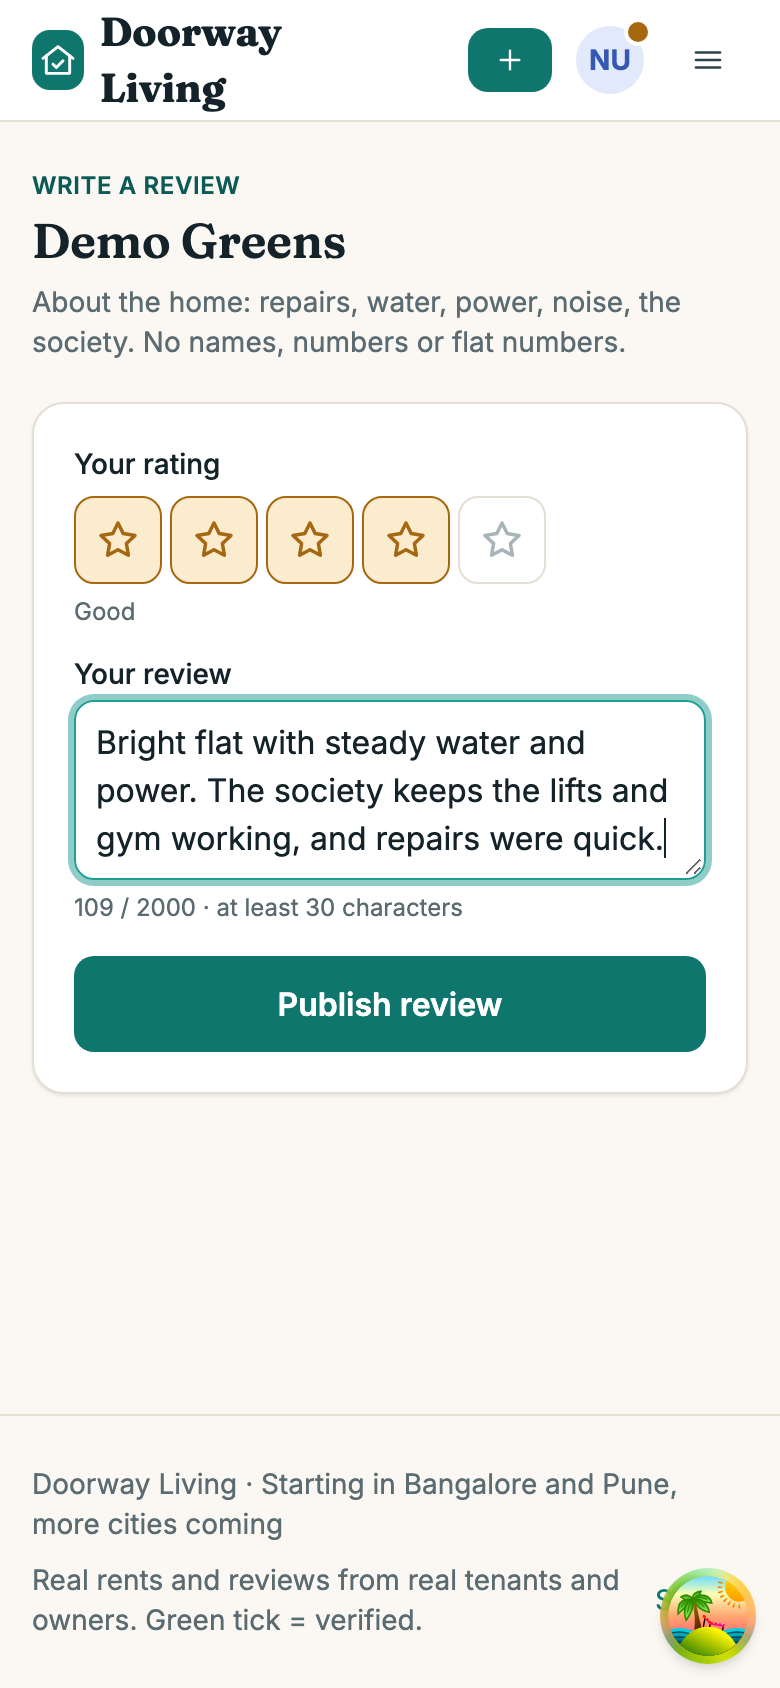 Doorway
Living
NU
WRITE A REVIEW
Demo Greens
About the home: repairs, water, power, noise, the
society. No names, numbers or flat numbers.
Your rating
Good
Your review
Bright flat with steady water and
power. The society keeps the lifts and
gym working, and repairs were quick.
109 / 2000 · at least 30 characters
Publish review
Doorway Living · Starting in Bangalore and Pune,
more cities coming
Real rents and reviews from real tenants and
owners. Green tick = verified.